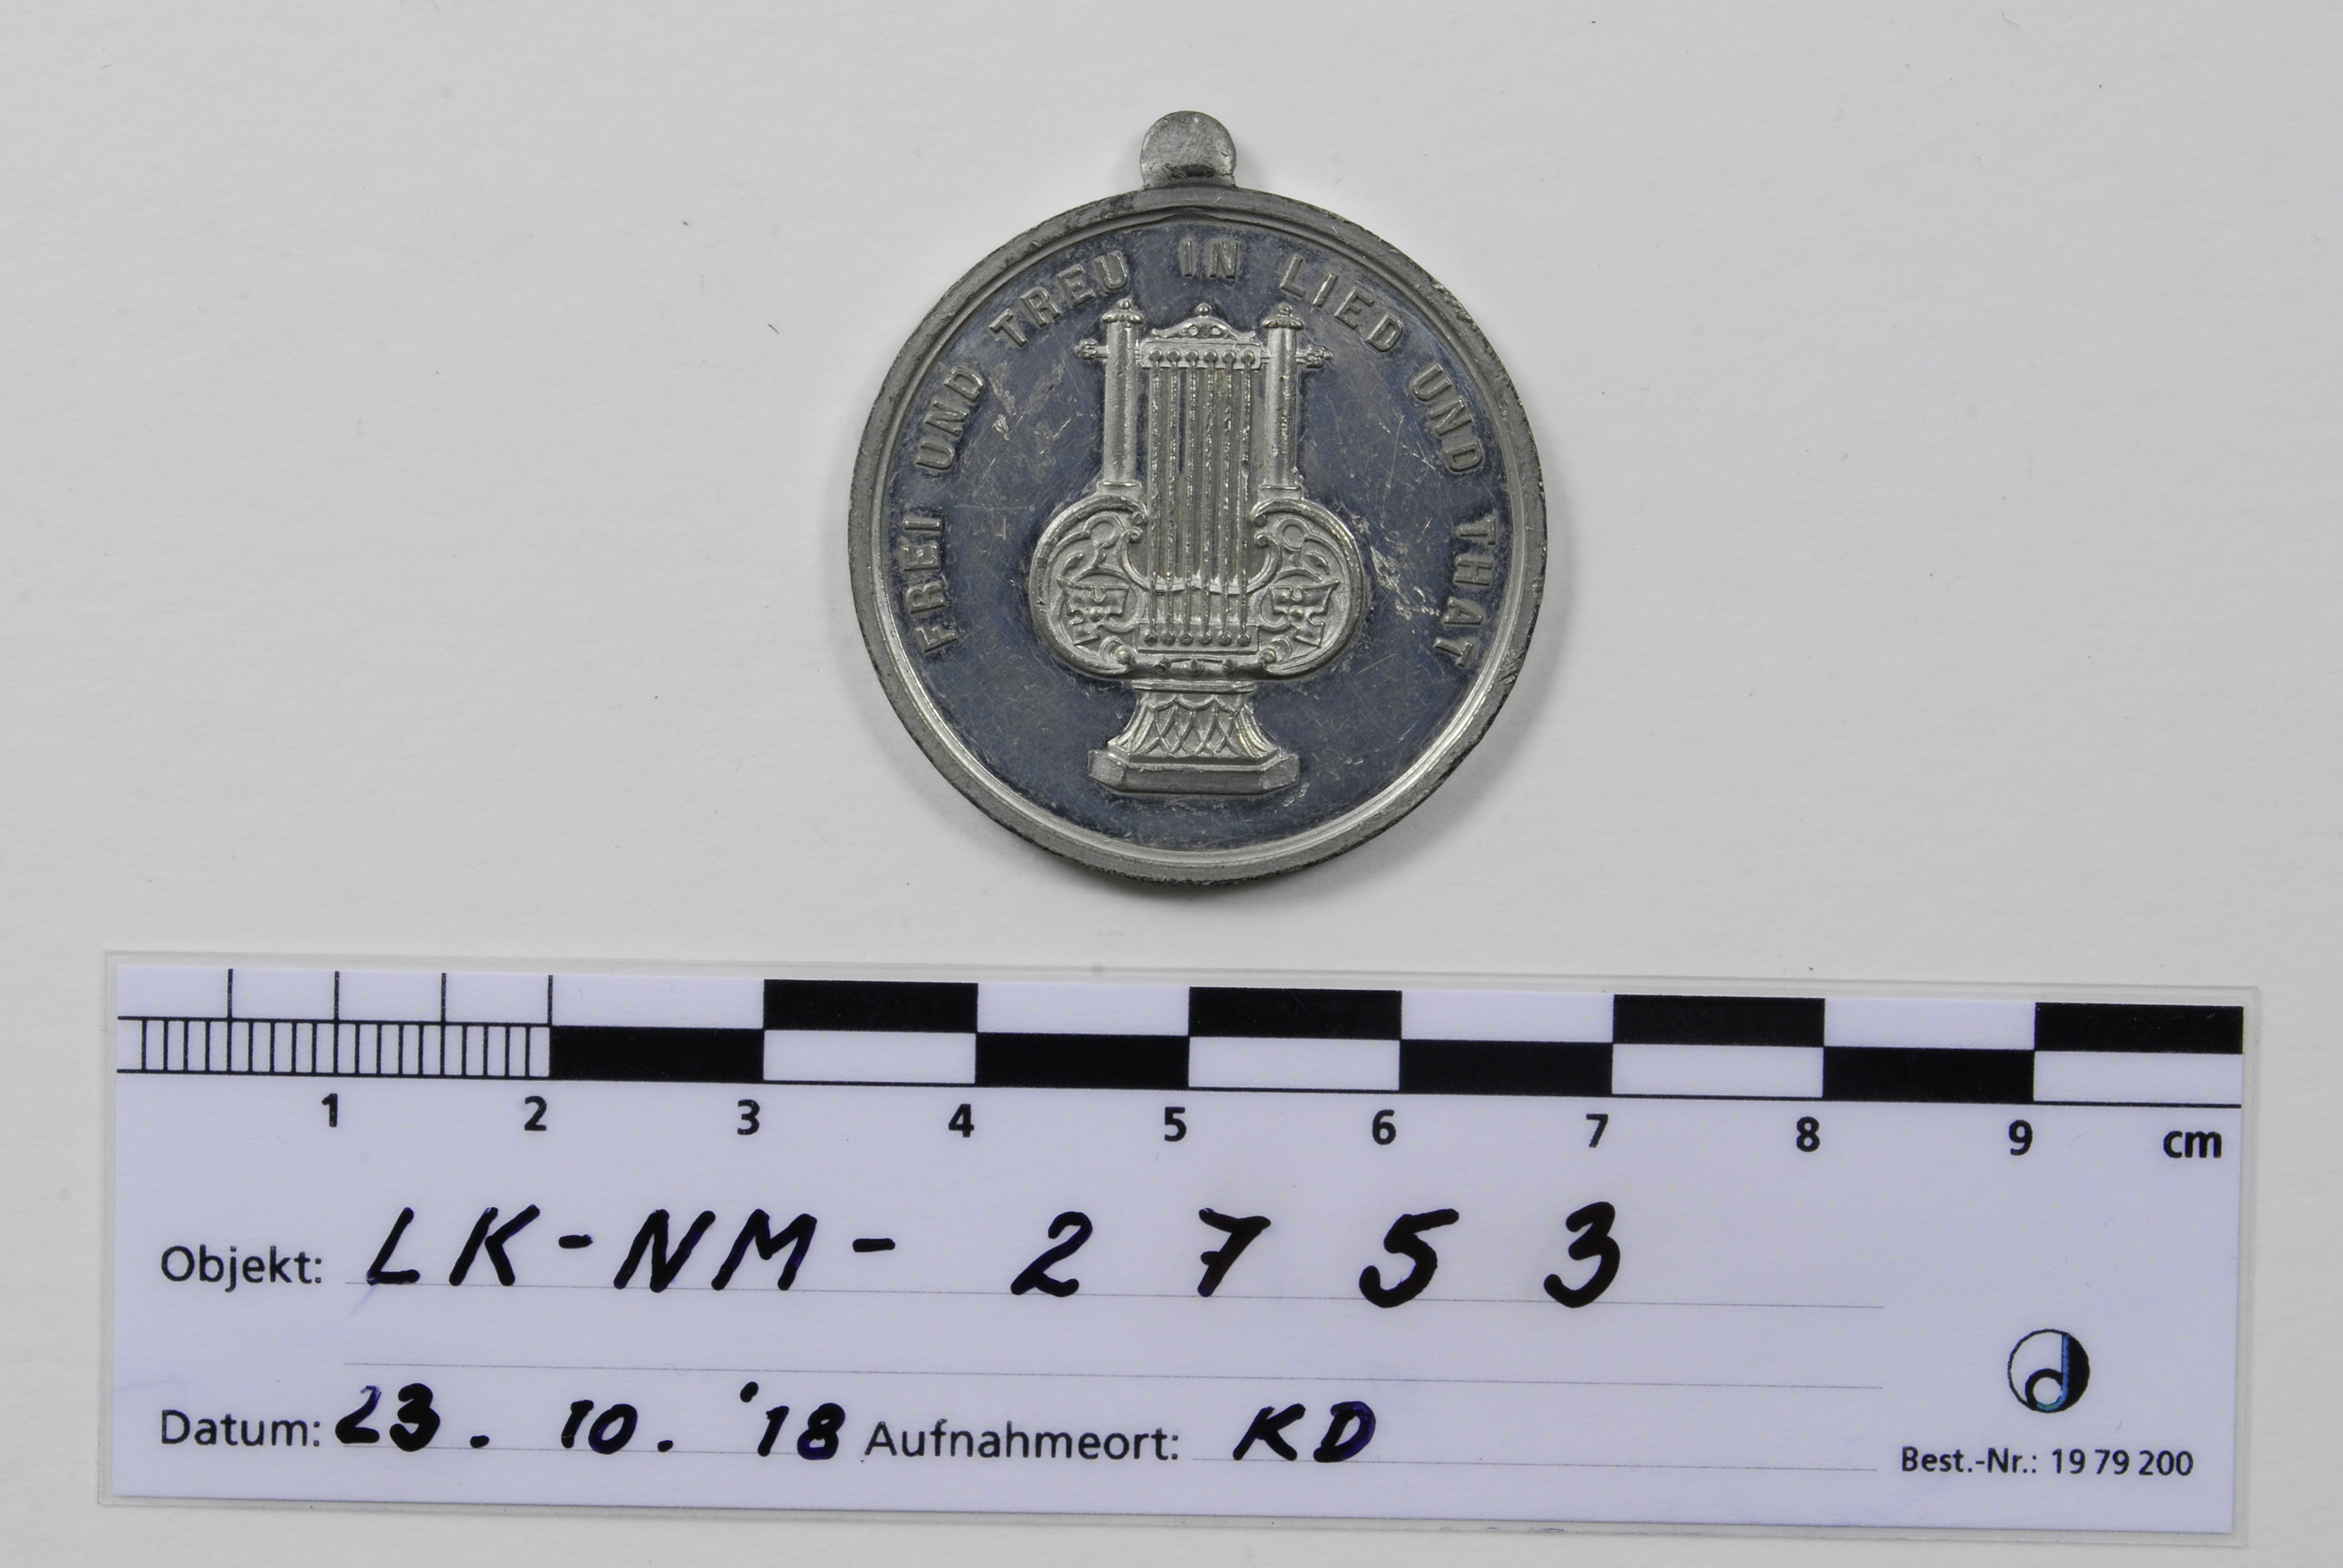 FREI UND TREU IN LIED UND THAT
1 2 3 4 5 6 7 8 9 cm
Objekt: LK-NM- 2753
Datum: 23. 10. '18 Aufnahmeort: KD
Best.-Nr.: 19 79 200